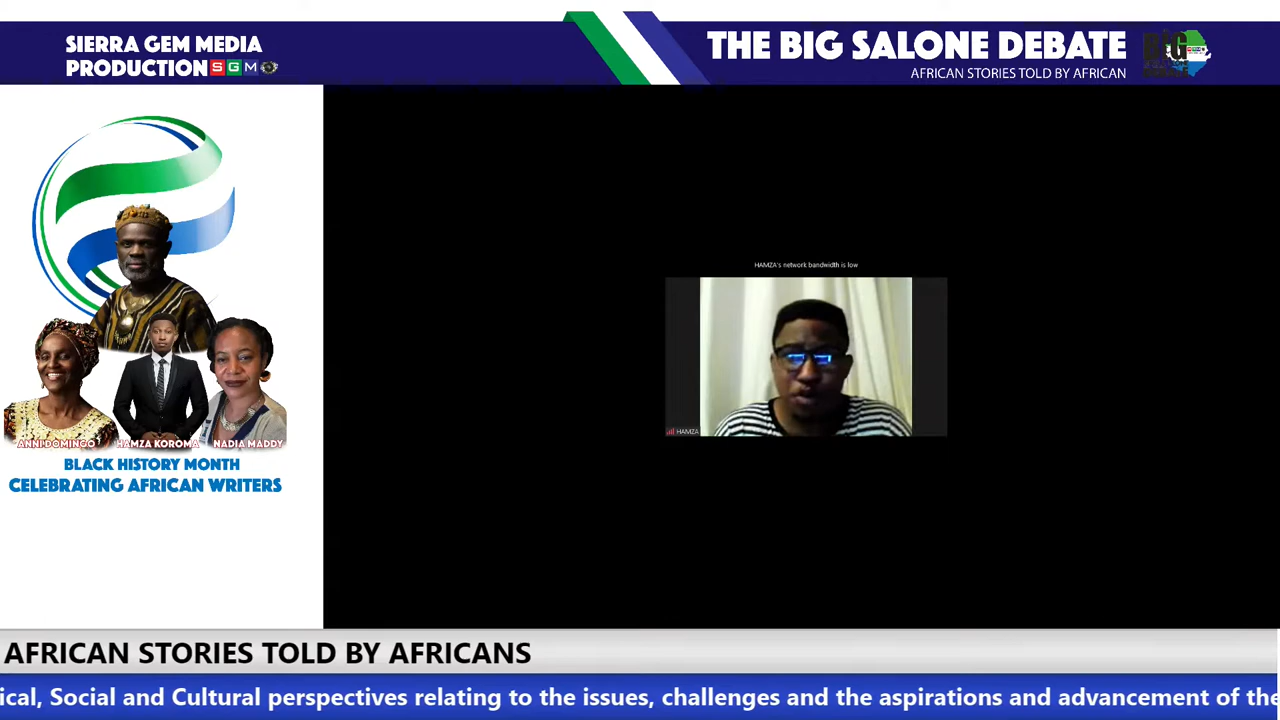 SIERRA GEM MEDIA
PRODUCTION SGM
THE BIG SALONE DEBATE
AFRICAN STORIES TOLD BY AFRICAN
BIG
HAMZA's network bandwidth is low
HAMZA
ANNI DOMINGO HAMZA KOROMA NADIA MADDY
BLACK HISTORY MONTH
CELEBRATING AFRICAN WRITERS
AFRICAN STORIES TOLD BY AFRICANS
ical, Social and Cultural perspectives relating to the issues, challenges and the aspirations and advancement of the